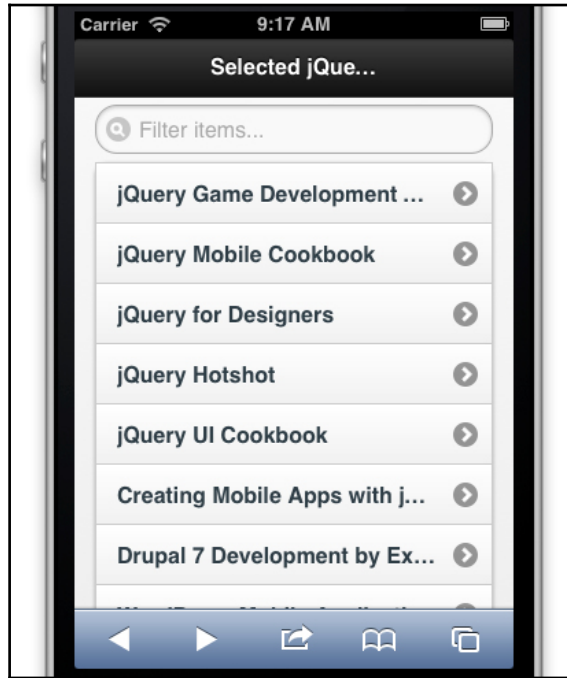 Carrier 9:17 AM
Selected jQue...
Filter items...
jQuery Game Development ...
jQuery Mobile Cookbook
jQuery for Designers
jQuery Hotshot
jQuery UI Cookbook
Creating Mobile Apps with j...
Drupal 7 Development by Ex...